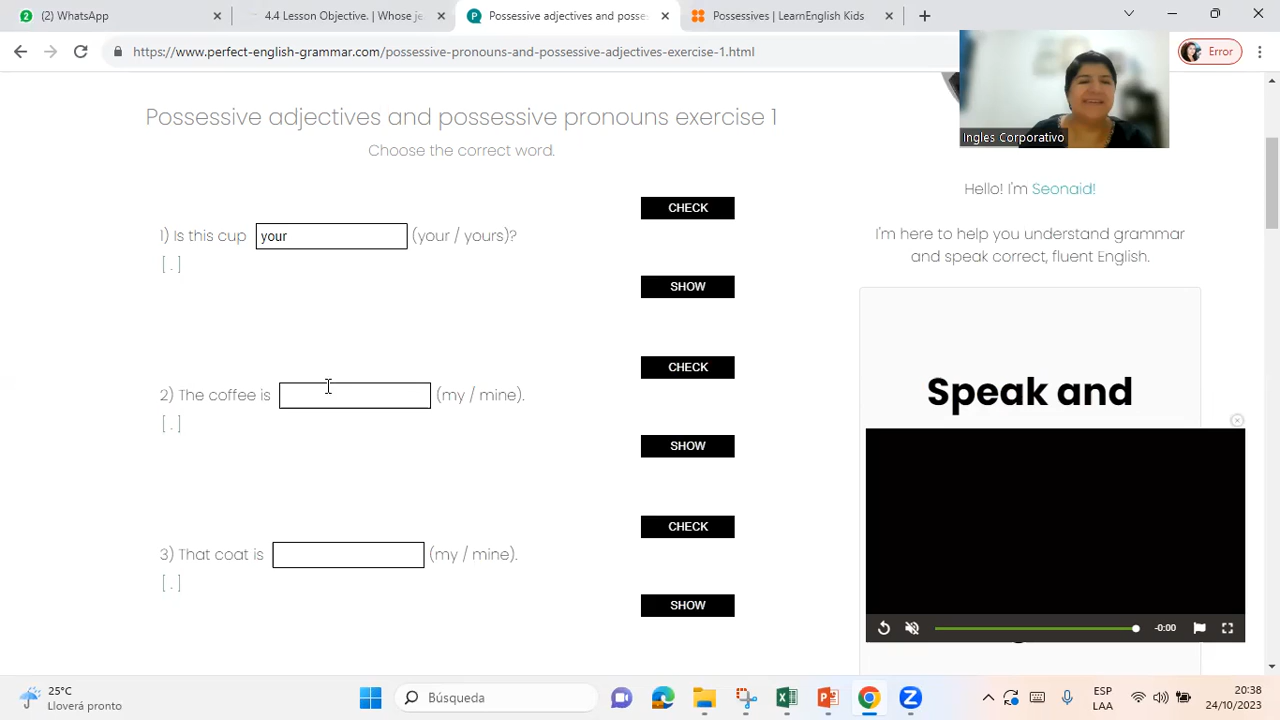 (2) WhatsApp
4.4 Lesson Objective. | Whose je
Possessive adjectives and posse
Possessives | LearnEnglish Kids
https://www.perfect-english-grammar.com/possessive-pronouns-and-possessive-adjectives-exercise-1.html
Error
Ingles Corporativo
Possessive adjectives and possessive pronouns exercise 1
Choose the correct word.
CHECK
1) Is this cup your (your / yours)?
[ . ]
SHOW
CHECK
2) The coffee is (my / mine).
[ . ]
SHOW
CHECK
3) That coat is (my / mine).
[ . ]
SHOW
Hello! I'm Seonaid!
I'm here to help you understand grammar
and speak correct, fluent English.
Speak and
-0:00
25°C
Lloverá pronto
Búsqueda
ESP
LAA
20:38
24/10/2023